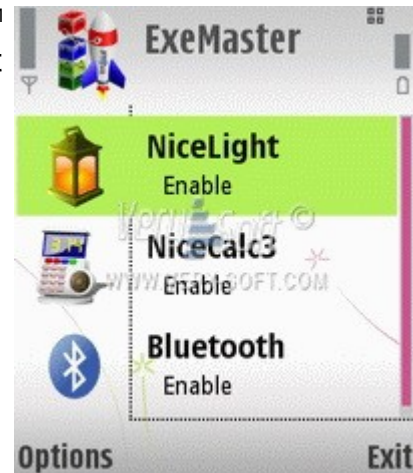 ExeMaster
NiceLight
Enable
NiceCalc3
Enable
Bluetooth
Enable
Options
Exit